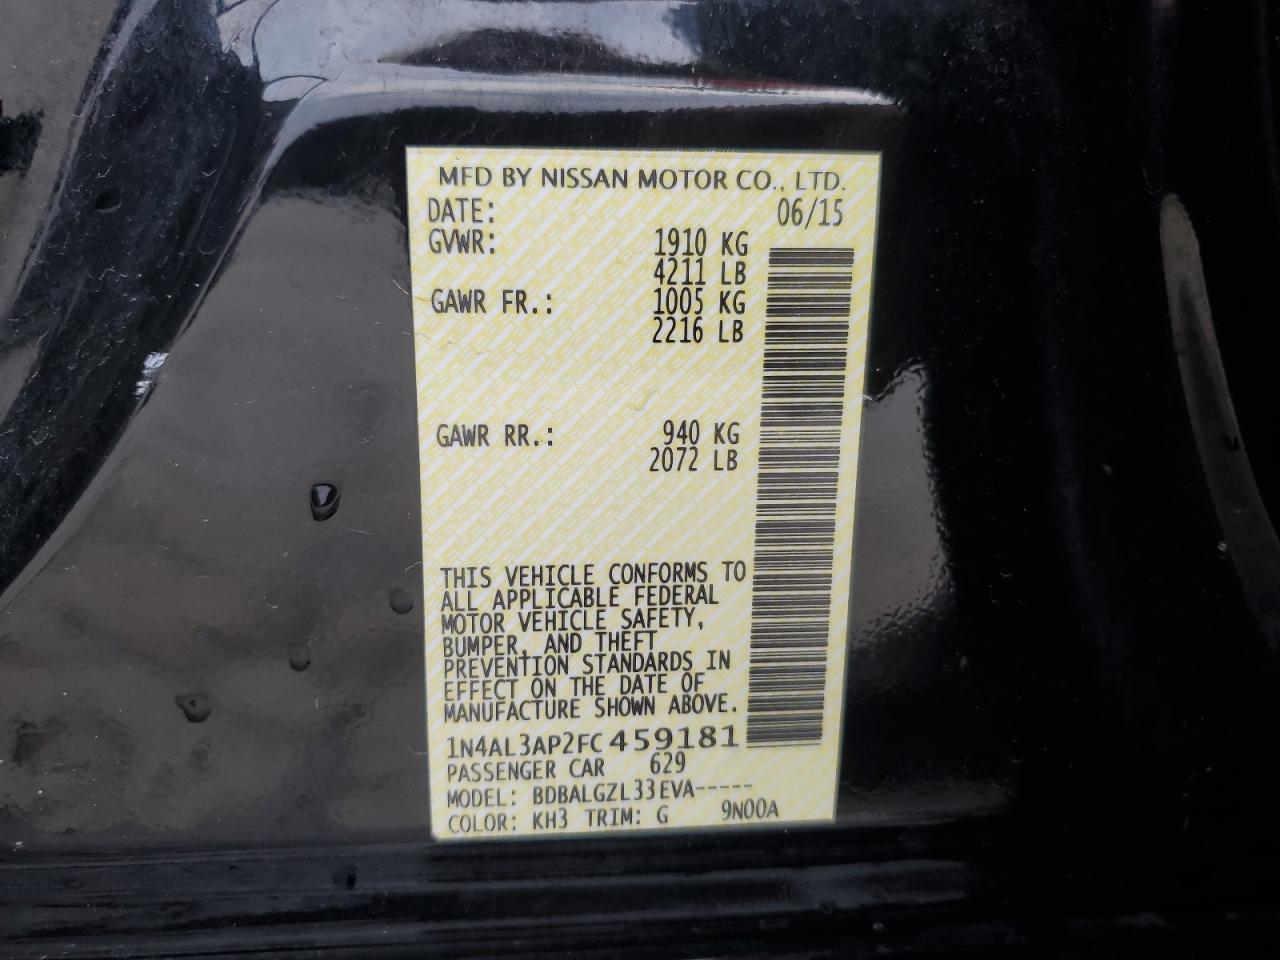 MFD BY NISSAN MOTOR CO., LTD.
DATE: 06/15
GVWR: 1910 KG
4211 LB
GAWR FR.: 1005 KG
2216 LB
GAWR RR.: 940 KG
2072 LB
THIS VEHICLE CONFORMS TO
ALL APPLICABLE FEDERAL
MOTOR VEHICLE SAFETY,
BUMPER, AND THEFT
PREVENTION STANDARDS IN
EFFECT ON THE DATE OF
MANUFACTURE SHOWN ABOVE.
1N4AL3AP2FC459181
PASSENGER CAR 629
MODEL: BDBALGZL33EVA-----
COLOR: KH3 TRIM: G 9N00A